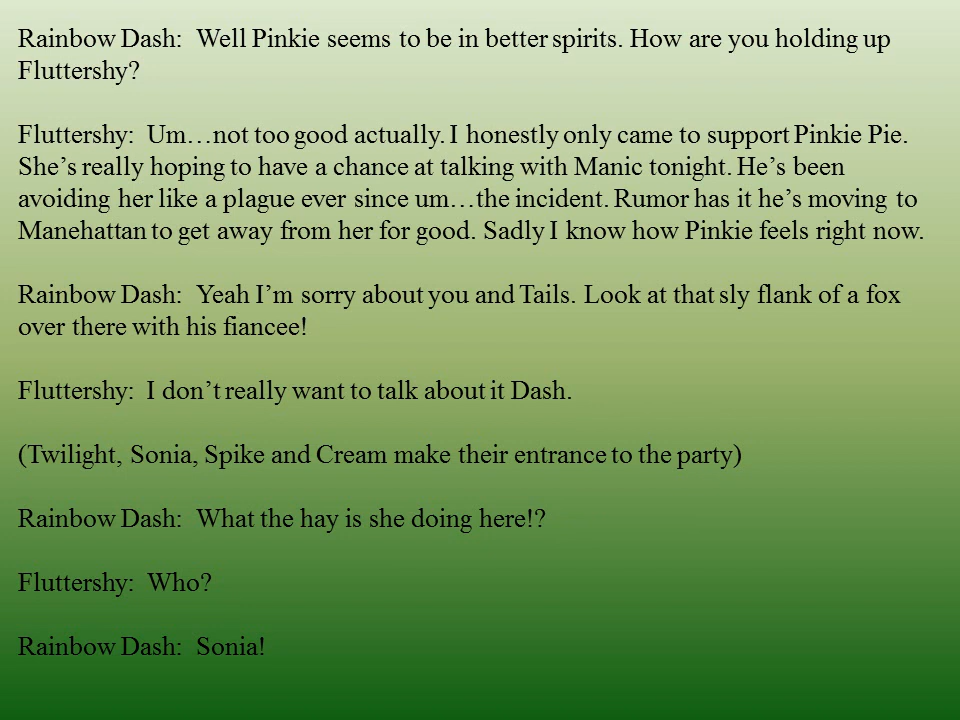 Rainbow Dash:  Well Pinkie seems to be in better spirits. How are you holding up
Fluttershy?
Fluttershy:  Um…not too good actually. I honestly only came to support Pinkie Pie.
She’s really hoping to have a chance at talking with Manic tonight. He’s been
avoiding her like a plague ever since um…the incident. Rumor has it he’s moving to
Manehattan to get away from her for good. Sadly I know how Pinkie feels right now.
Rainbow Dash:  Yeah I’m sorry about you and Tails. Look at that sly flank of a fox
over there with his fiancee!
Fluttershy:  I don’t really want to talk about it Dash.
(Twilight, Sonia, Spike and Cream make their entrance to the party)
Rainbow Dash:  What the hay is she doing here!?
Fluttershy:  Who?
Rainbow Dash:  Sonia!